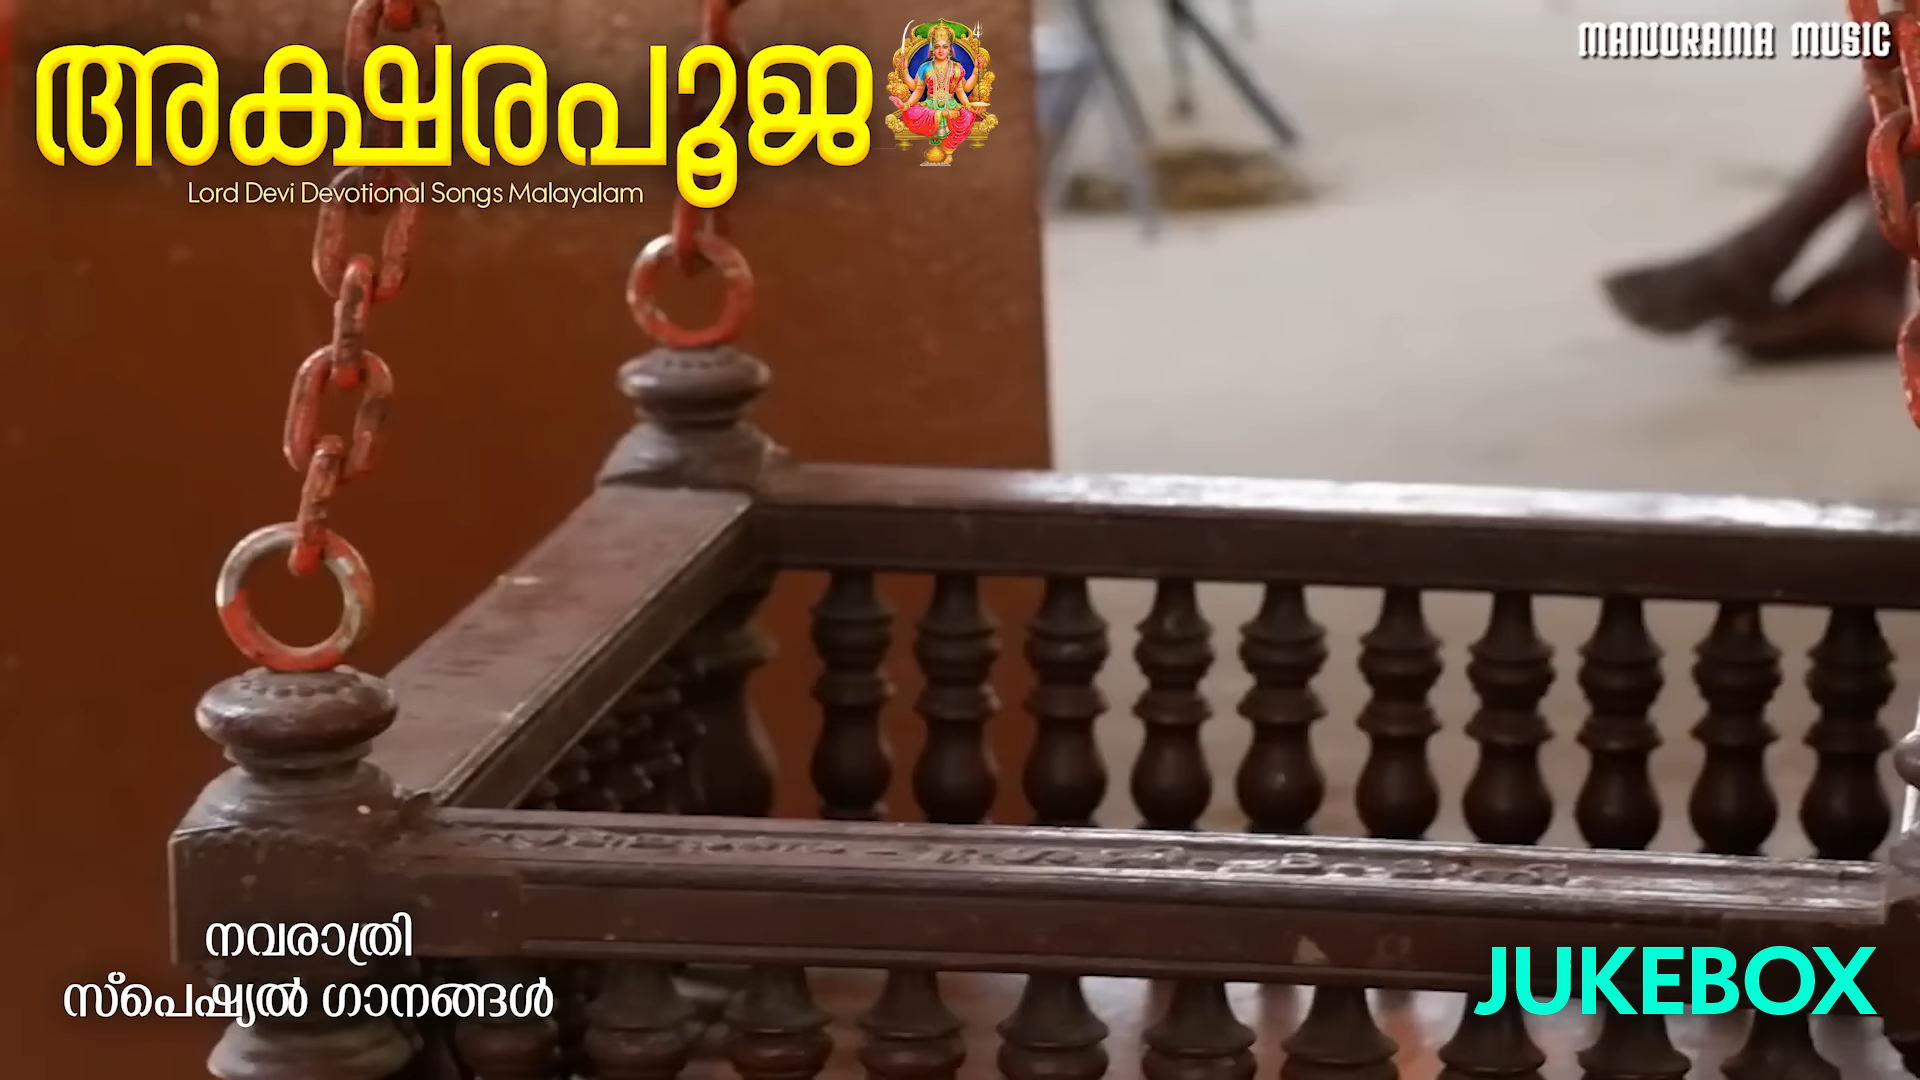 അക്ഷരപൂജ
Lord Devi Devotional Songs Malayalam
MANORAMA MUSIC
നവരാത്രി
സ്പെഷ്യൽ ഗാനങ്ങൾ
JUKEBOX